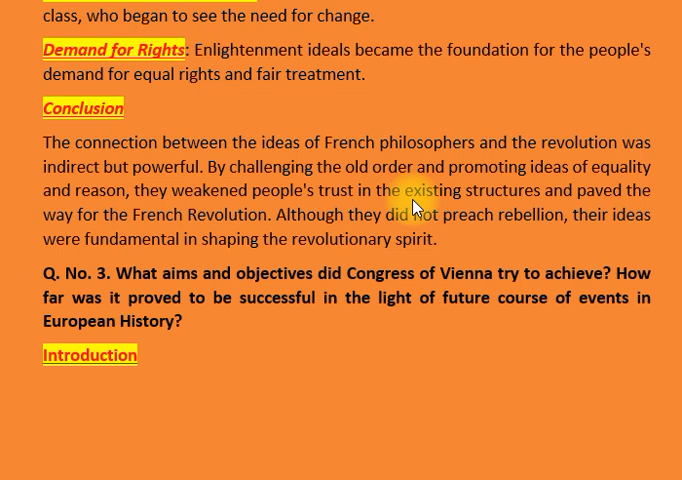 class, who began to see the need for change.
Demand for Rights: Enlightenment ideals became the foundation for the people's
demand for equal rights and fair treatment.
Conclusion
The connection between the ideas of French philosophers and the revolution was
indirect but powerful. By challenging the old order and promoting ideas of equality
and reason, they weakened people's trust in the existing structures and paved the
way for the French Revolution. Although they did not preach rebellion, their ideas
were fundamental in shaping the revolutionary spirit.
Q. No. 3. What aims and objectives did Congress of Vienna try to achieve? How
far was it proved to be successful in the light of future course of events in
European History?
Introduction